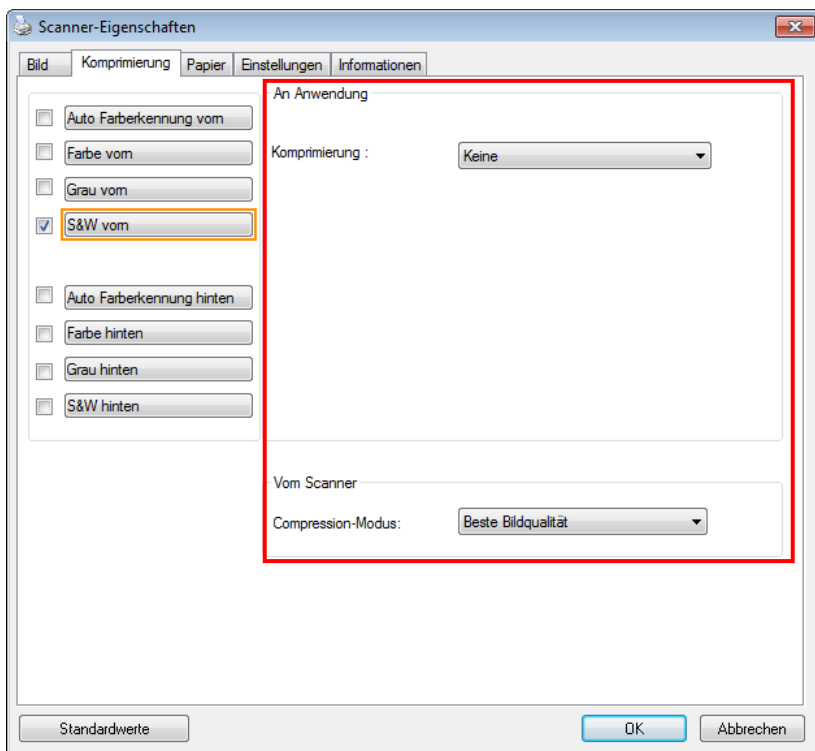 Scanner-Eigenschaften
Bild Komprimierung Papier Einstellungen Informationen
An Anwendung
Auto Farberkennung vorn
Farbe vorn
Komprimierung :
Keine
Grau vorn
S&W vorn
Auto Farberkennung hinten
Farbe hinten
Grau hinten
S&W hinten
Vom Scanner
Compression-Modus:
Beste Bildqualität
Standardwerte
OK
Abbrechen